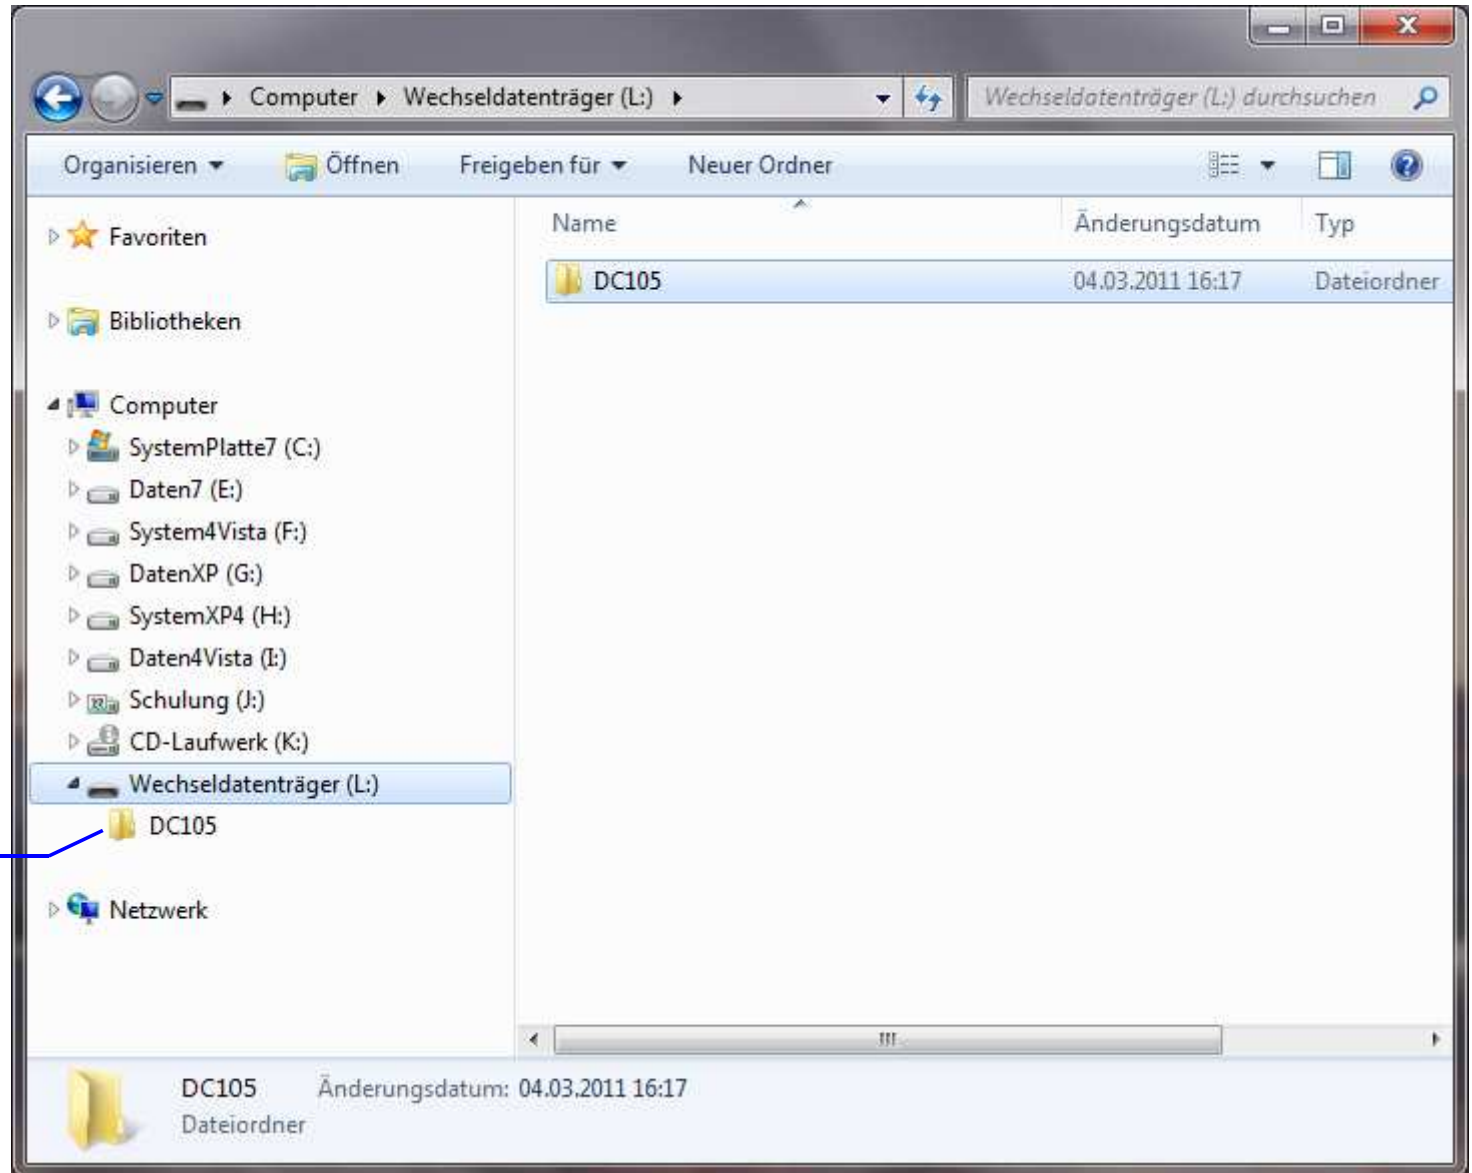 Computer ▸ Wechseldatenträger (L:) ▸
Wechseldatenträger (L:) durchsuchen
Organisieren Öffnen Freigeben für Neuer Ordner
Name Änderungsdatum Typ
DC105 04.03.2011 16:17 Dateiordner
Favoriten
Bibliotheken
Computer
SystemPlatte7 (C:)
Daten7 (E:)
System4Vista (F:)
DatenXP (G:)
SystemXP4 (H:)
Daten4Vista (I:)
Schulung (J:)
CD-Laufwerk (K:)
Wechseldatenträger (L:)
DC105
Netzwerk
DC105 Änderungsdatum: 04.03.2011 16:17
Dateiordner